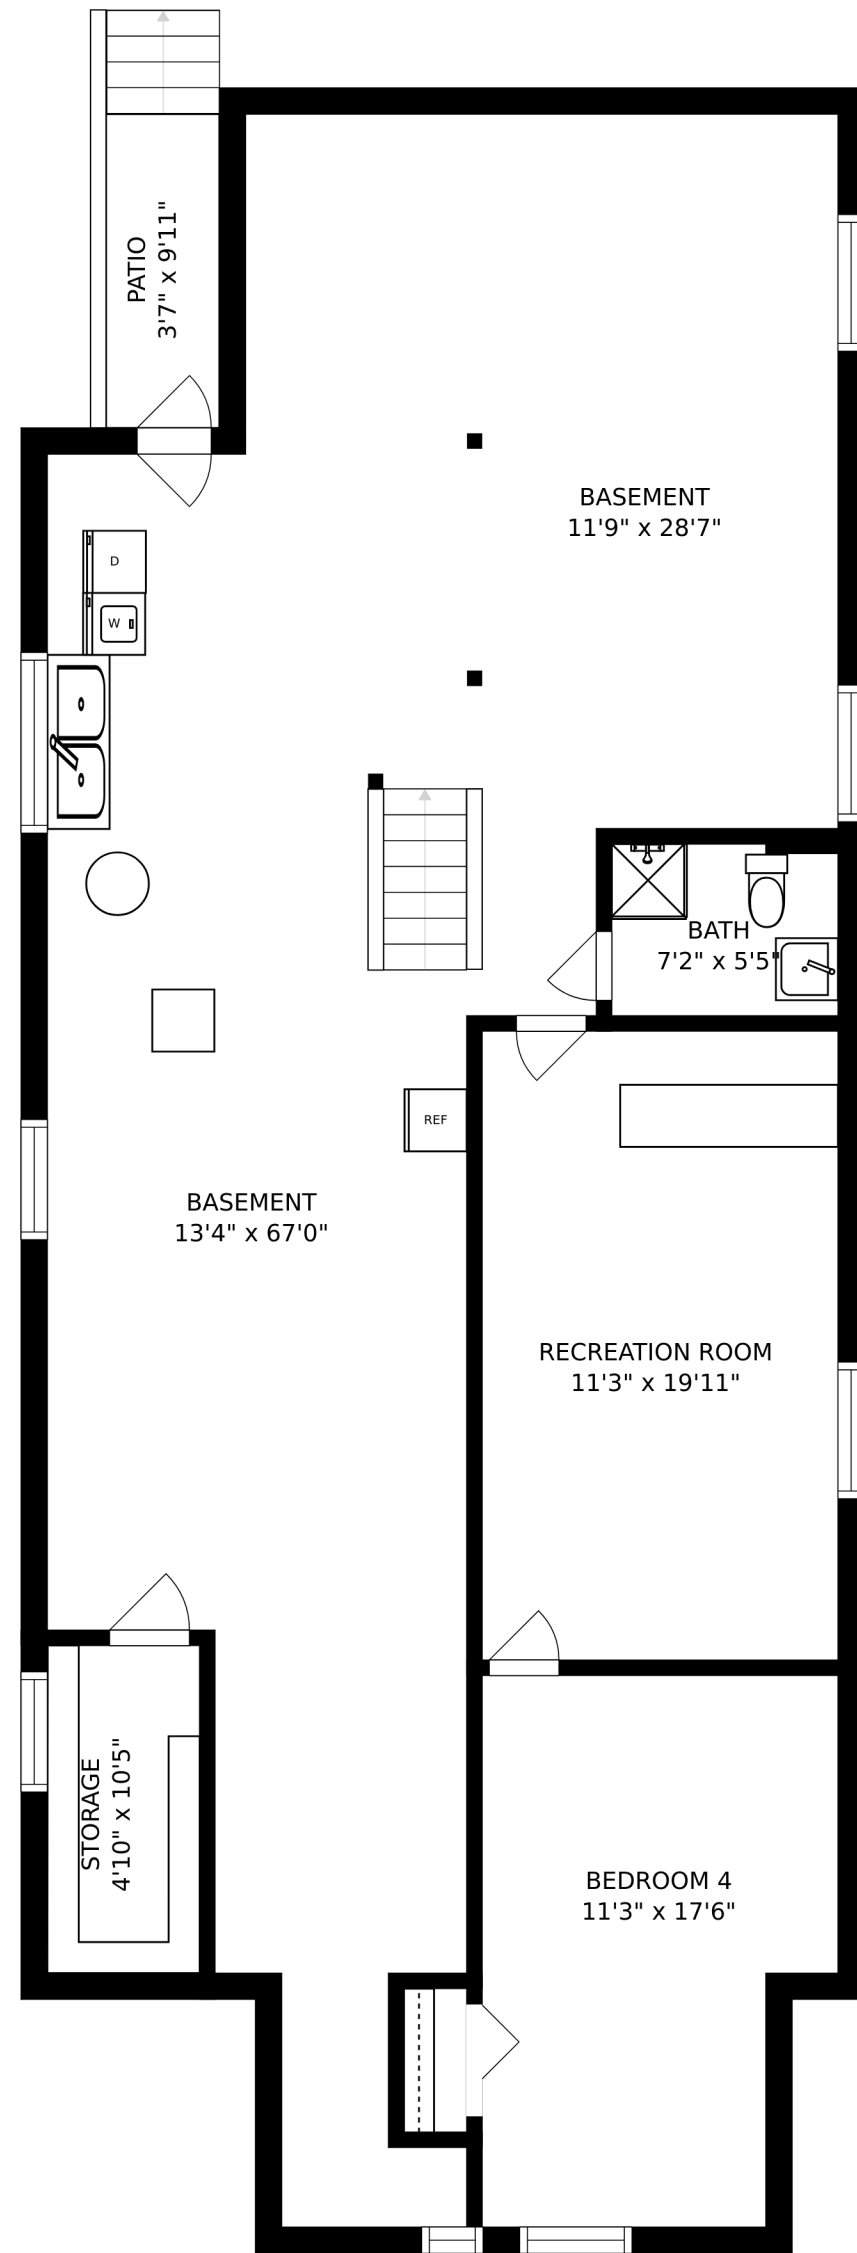 PATIO
3'7" x 9'11"
BASEMENT
11'9" x 28'7"
D
W
BATH
7'2" x 5'5"
REF
BASEMENT
13'4" x 67'0"
RECREATION ROOM
11'3" x 19'11"
STORAGE
4'10" x 10'5"
BEDROOM 4
11'3" x 17'6"